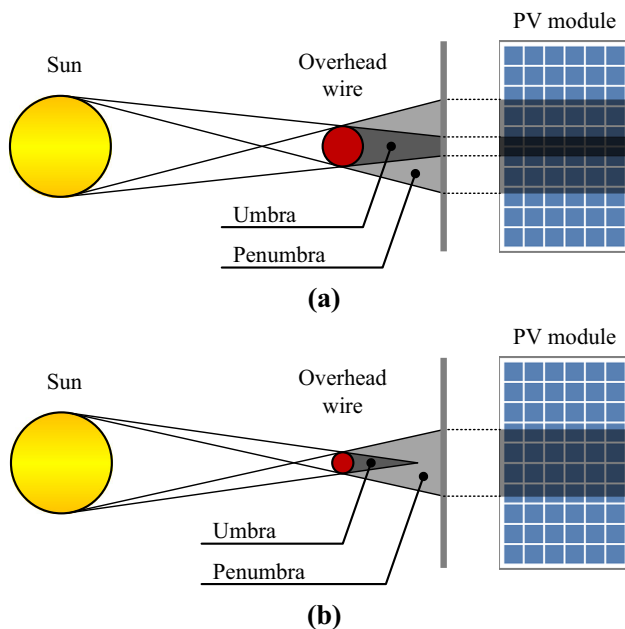 PV module
Sun
Overhead
wire
Umbra
Penumbra
(a)
PV module
Sun
Overhead
wire
Umbra
Penumbra
(b)